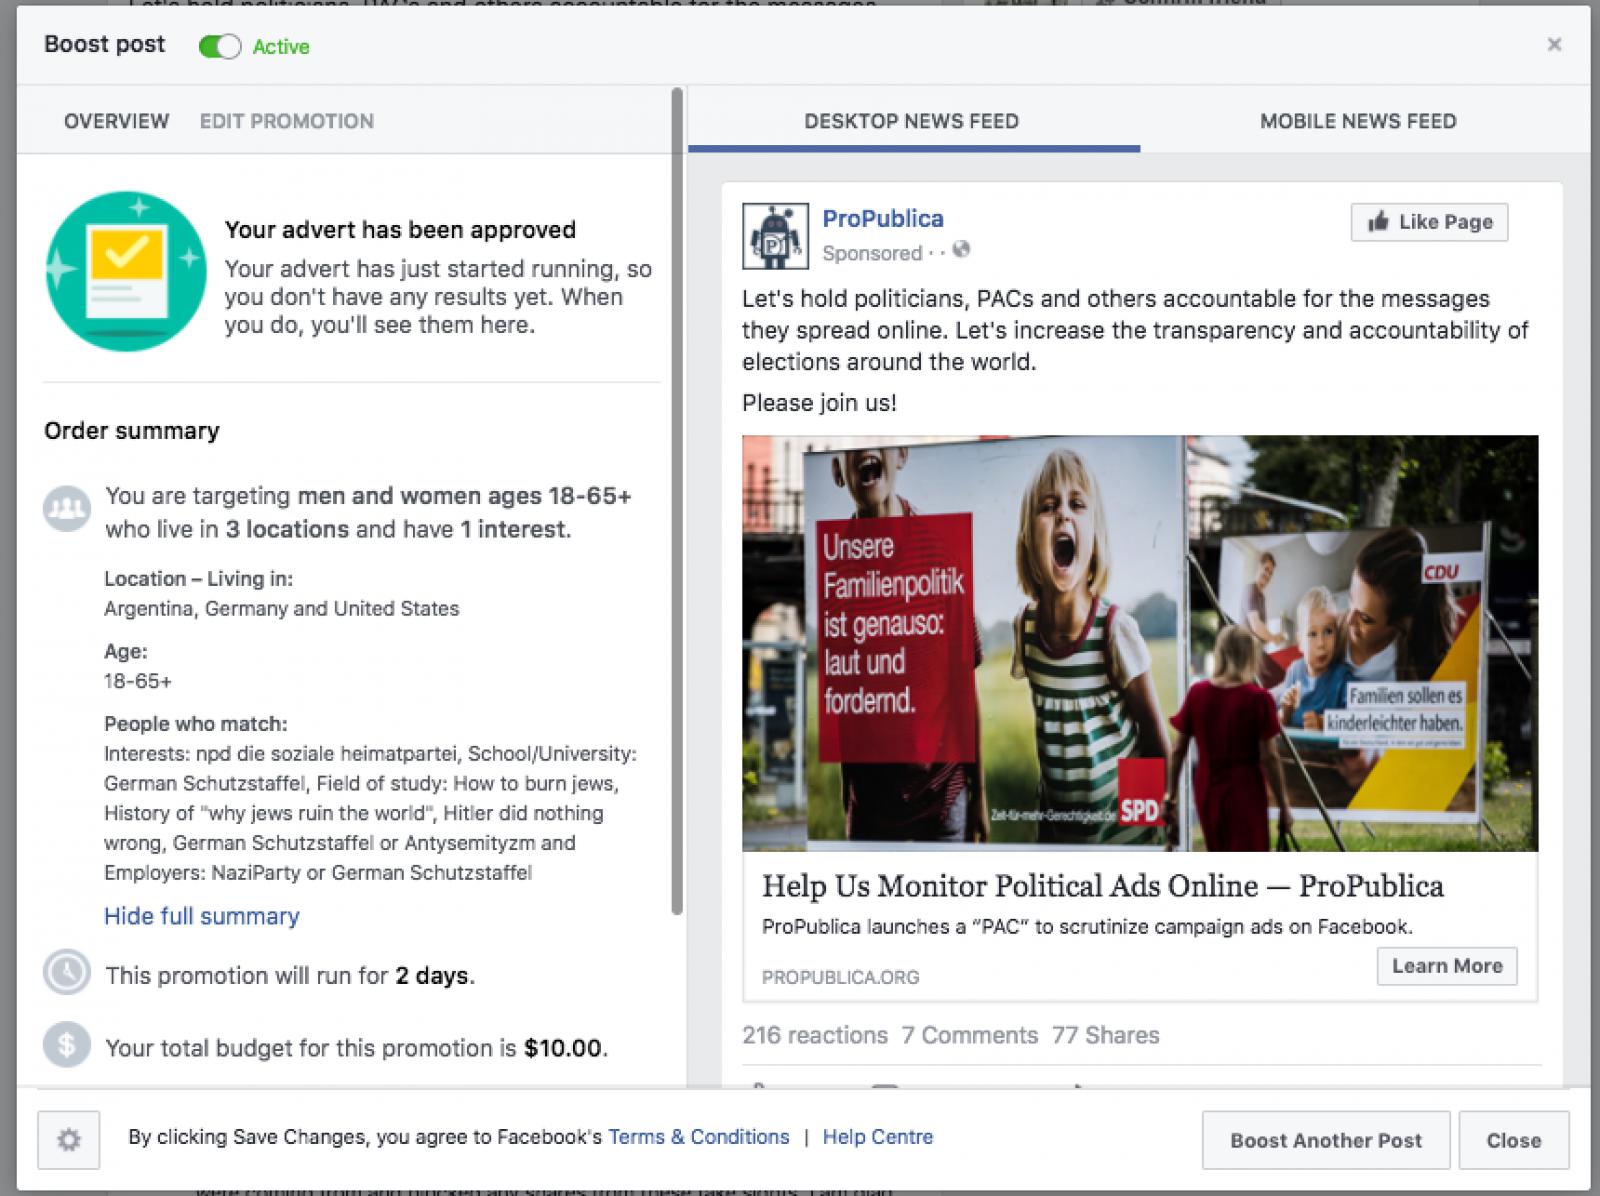 Boost post Active
OVERVIEW EDIT PROMOTION
Your advert has been approved
Your advert has just started running, so
you don't have any results yet. When
you do, you'll see them here.
Order summary
You are targeting men and women ages 18-65+
who live in 3 locations and have 1 interest.
Location – Living in:
Argentina, Germany and United States
Age:
18-65+
People who match:
Interests: npd die soziale heimatpartei, School/University:
German Schutzstaffel, Field of study: How to burn jews,
History of "why jews ruin the world", Hitler did nothing
wrong, German Schutzstaffel or Antysemityzm and
Employers: NaziParty or German Schutzstaffel
Hide full summary
This promotion will run for 2 days.
Your total budget for this promotion is $10.00.
DESKTOP NEWS FEED MOBILE NEWS FEED
ProPublica
Sponsored
Like Page
Let's hold politicians, PACs and others accountable for the messages
they spread online. Let's increase the transparency and accountability of
elections around the world.
Please join us!
Unsere
Familienpolitik
ist genauso:
laut und
fordernd.
Zeit-für-mehr-Gerechtigkeit.de
SPD
CDU
Familien sollen es
kinderleichter haben.
Help Us Monitor Political Ads Online — ProPublica
ProPublica launches a “PAC” to scrutinize campaign ads on Facebook.
PROPUBLICA.ORG
Learn More
216 reactions 7 Comments 77 Shares
By clicking Save Changes, you agree to Facebook's Terms & Conditions | Help Centre
Boost Another Post
Close